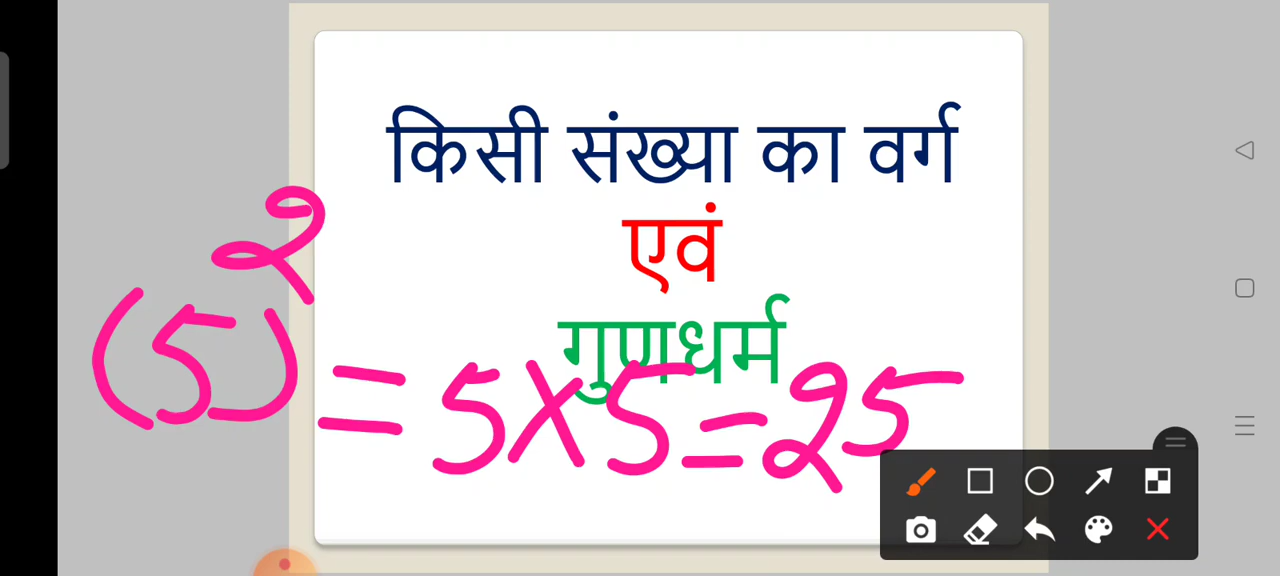 किसी संख्या का वर्ग
एवं
गुणधर्म
(5)² = 5×5=25